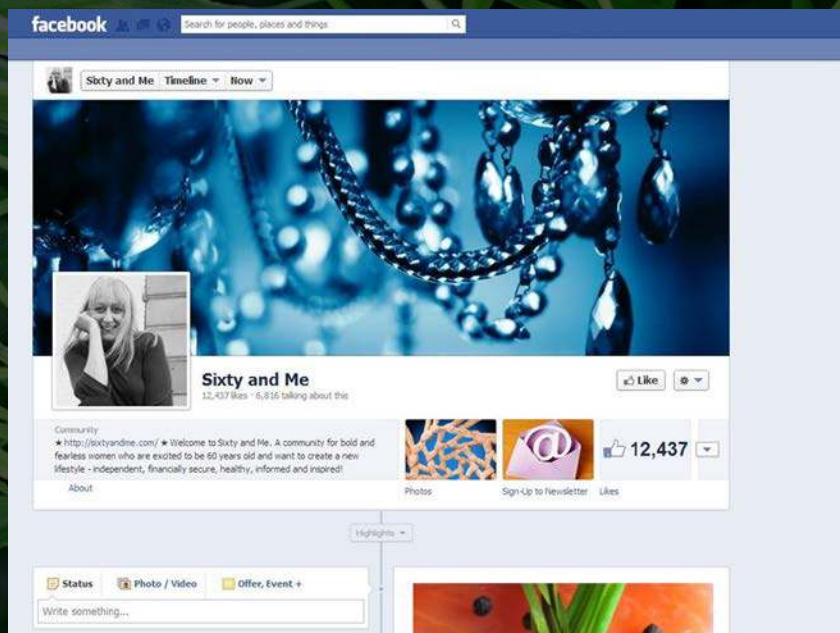 facebook
Search for people, places and things
Sixty and Me Timeline Now
Sixty and Me
12,437 likes · 6,816 talking about this
Like
Community
★ http://sixtyandme.com/ ★ Welcome to Sixty and Me. A community for bold and
fearless women who are excited to be 60 years old and want to create a new
lifestyle - independent, financially secure, healthy, informed and inspired!
About
@
Photos
Sign-Up to Newsletter
12,437
Likes
Highlights
Status Photo / Video Offer, Event +
Write something...